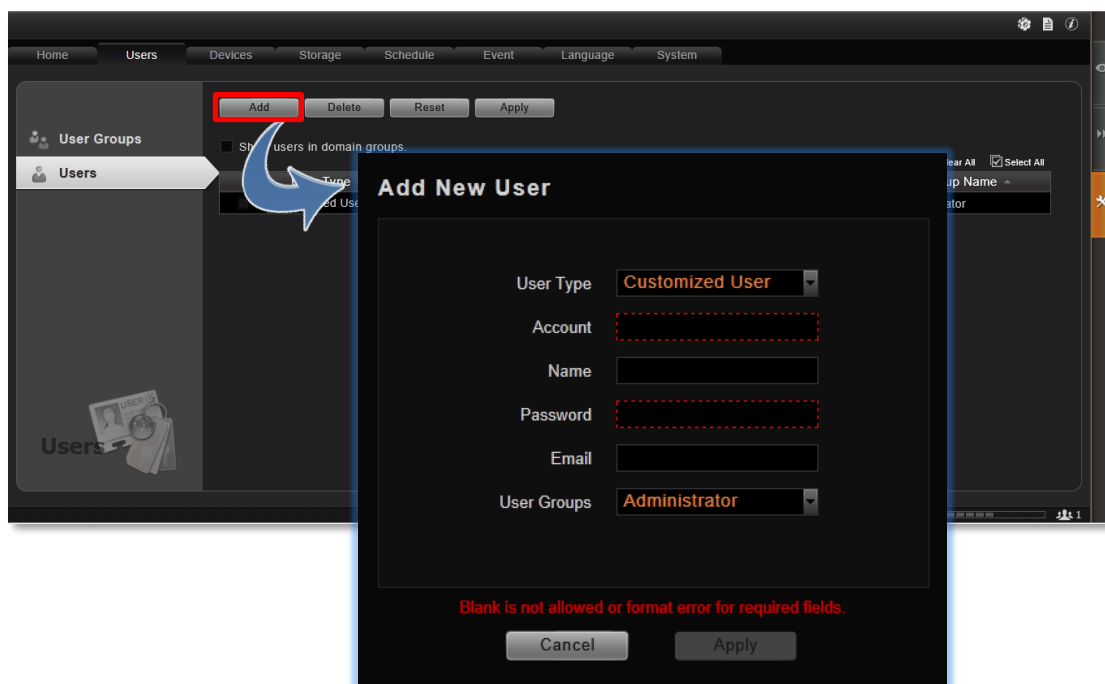 Home Users Devices Storage Schedule Event Language System
Add Delete Reset Apply
User Groups
users in domain groups.
Users
ear All Select All
Type up Name
ed Use ator
Add New User
User Type Customized User
Account
Name
Password
Email
User Groups Administrator
USER
Users
1
Blank is not allowed or format error for required fields.
Cancel Apply